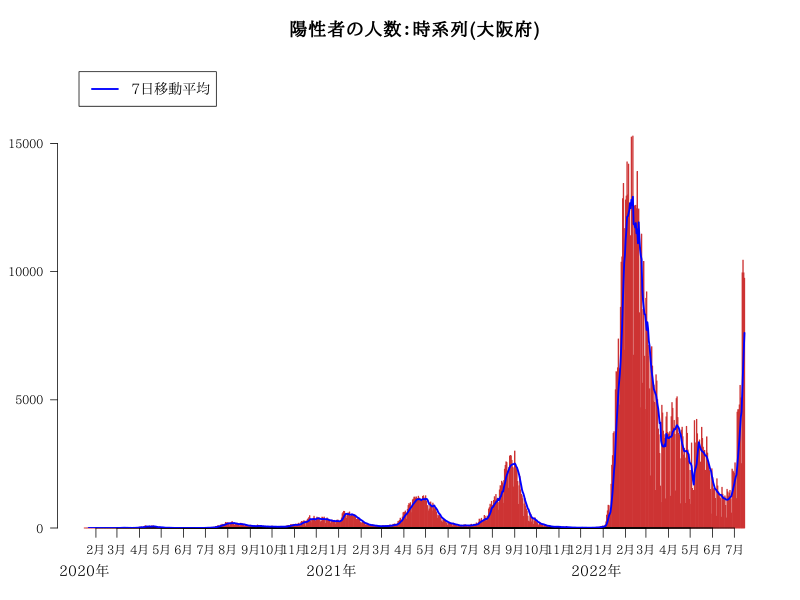 陽性者の人数:時系列(大阪府)
7日移動平均
15000
10000
5000
0
2月 3月 4月 5月 6月 7月 8月 9月 10月 11月 12月 1月 2月 3月 4月 5月 6月 7月 8月 9月 10月 11月 12月 1月 2月 3月 4月 5月 6月 7月
2020年 2021年 2022年